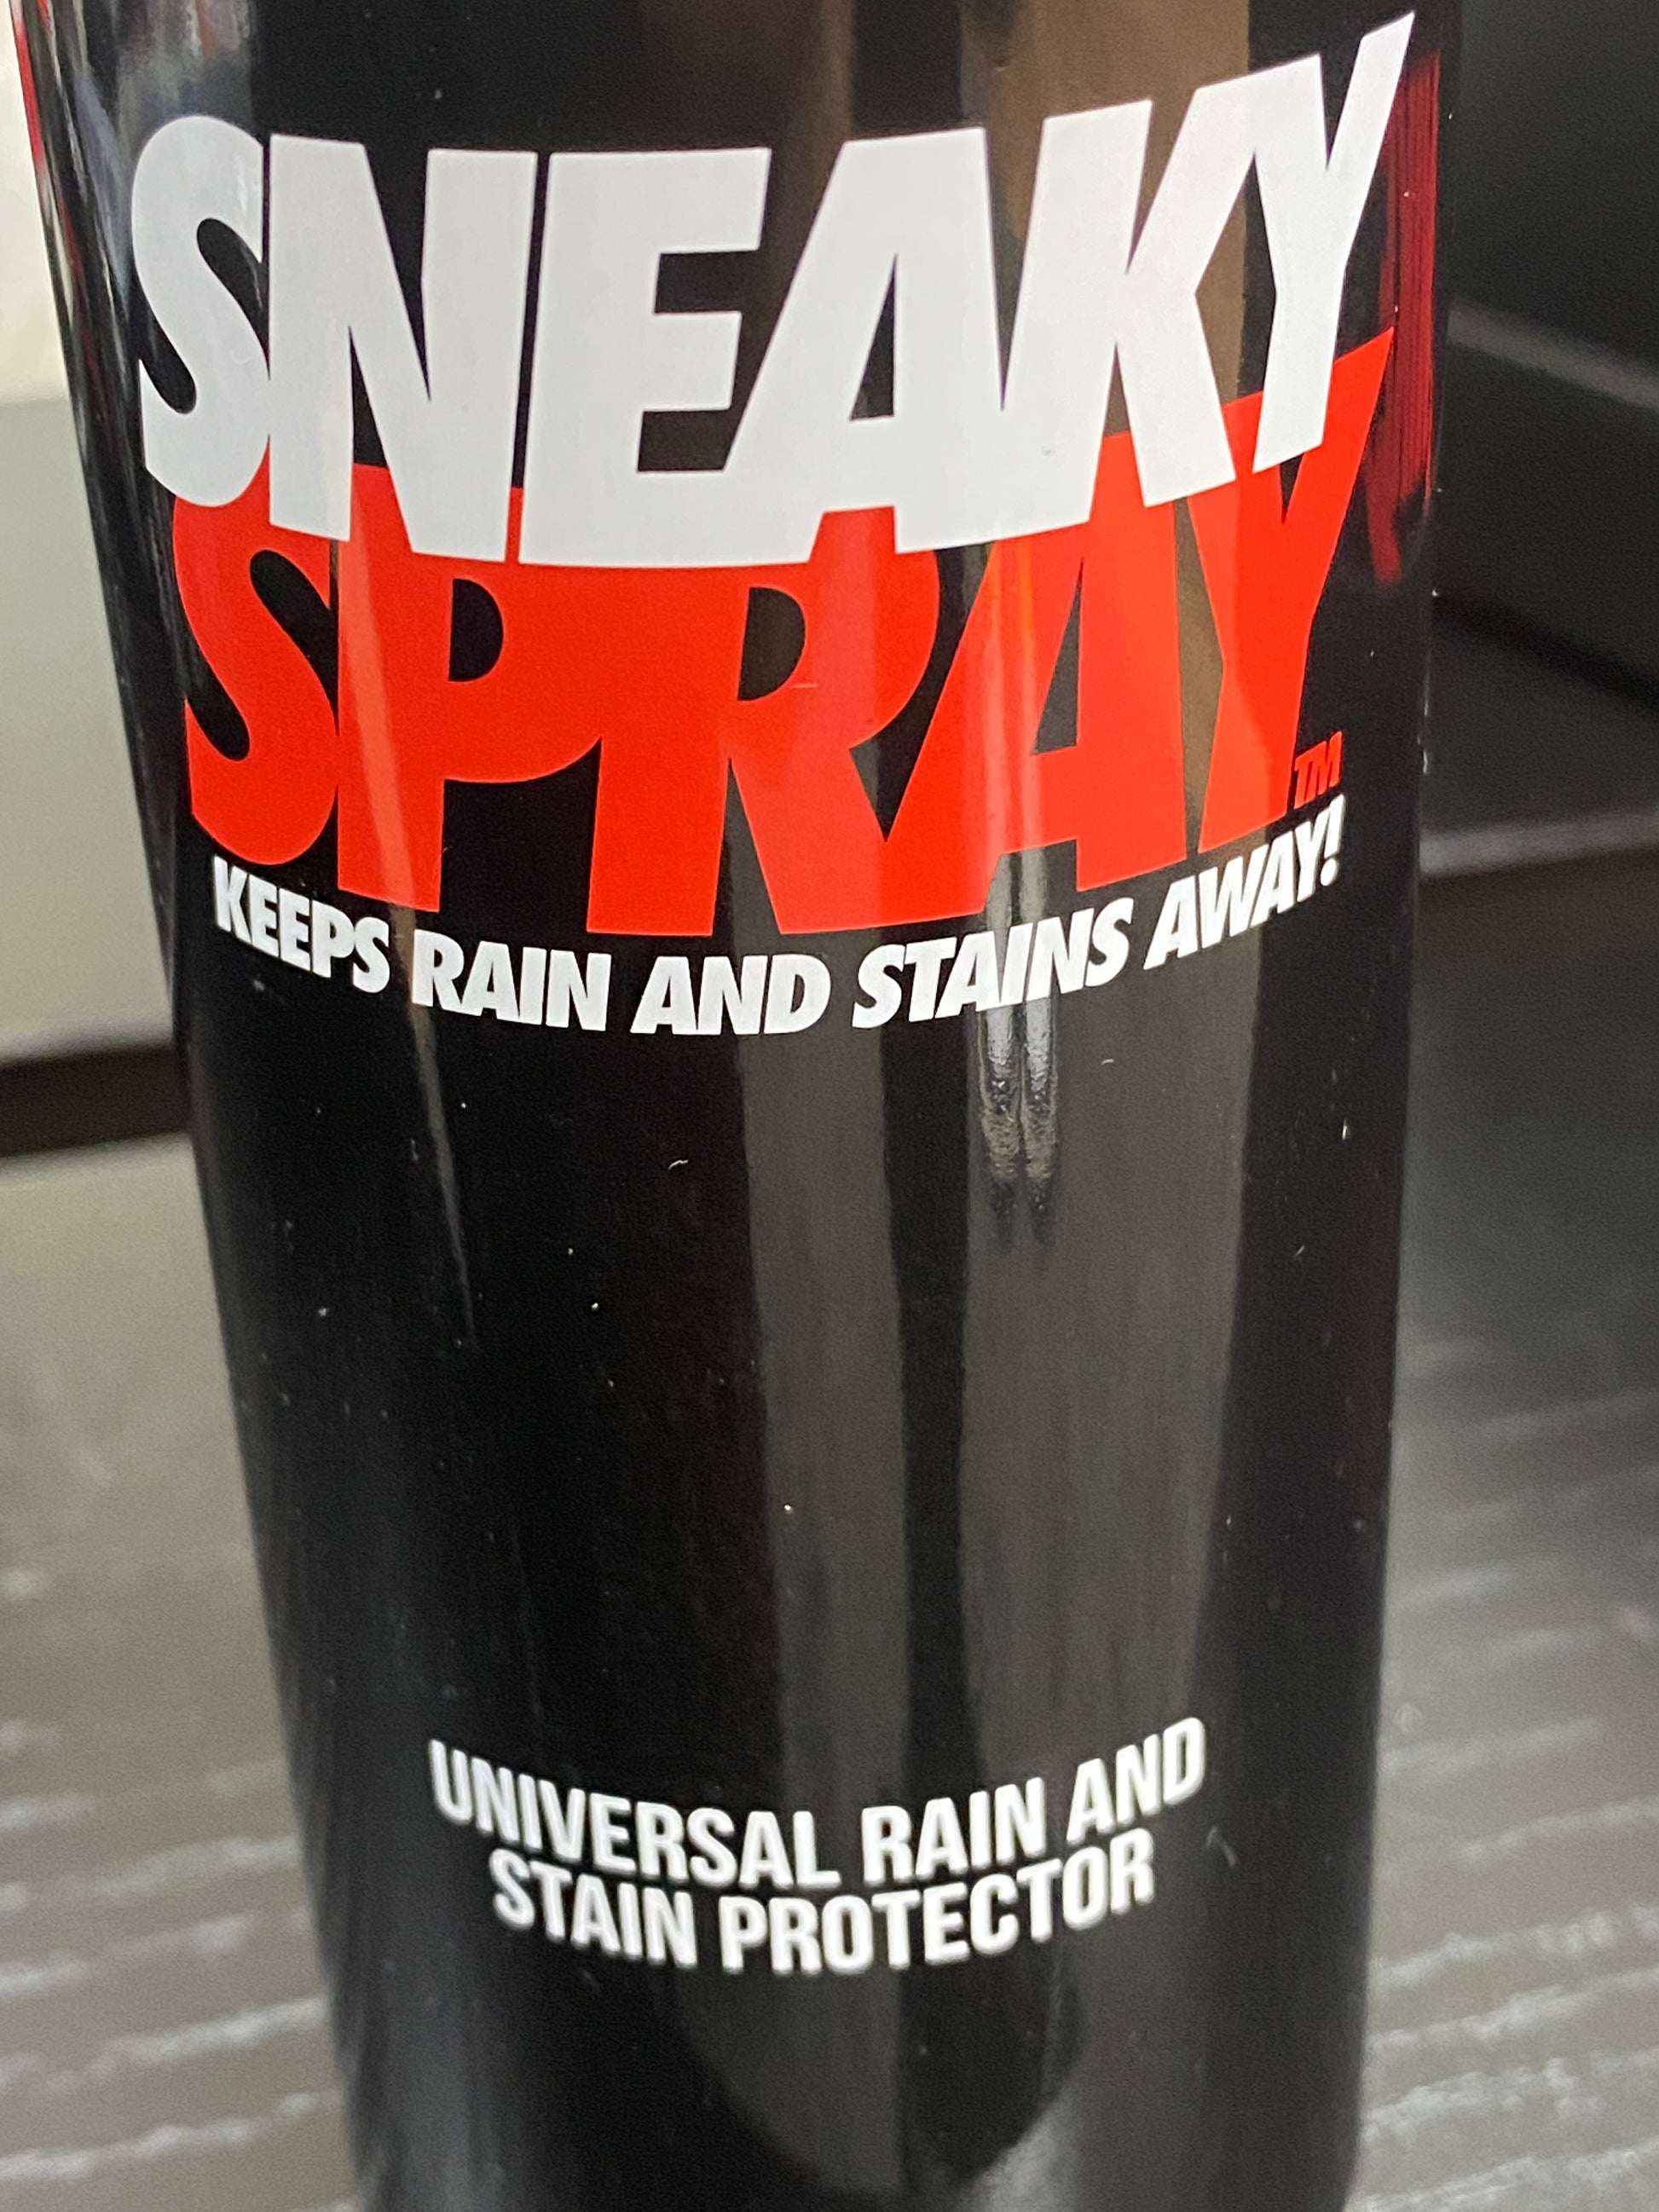 SNEAKY
SPRAY™
KEEPS RAIN AND STAINS AWAY!
UNIVERSAL RAIN AND
STAIN PROTECTOR